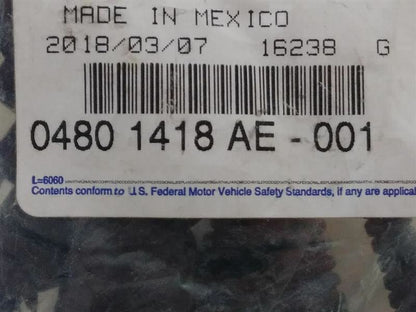 MADE IN MEXICO
2018/03/07 16238 G
0480 1418 AE - 001
L=6060
Contents conform to U.S. Federal Motor Vehicle Safety Standards, if any are applica